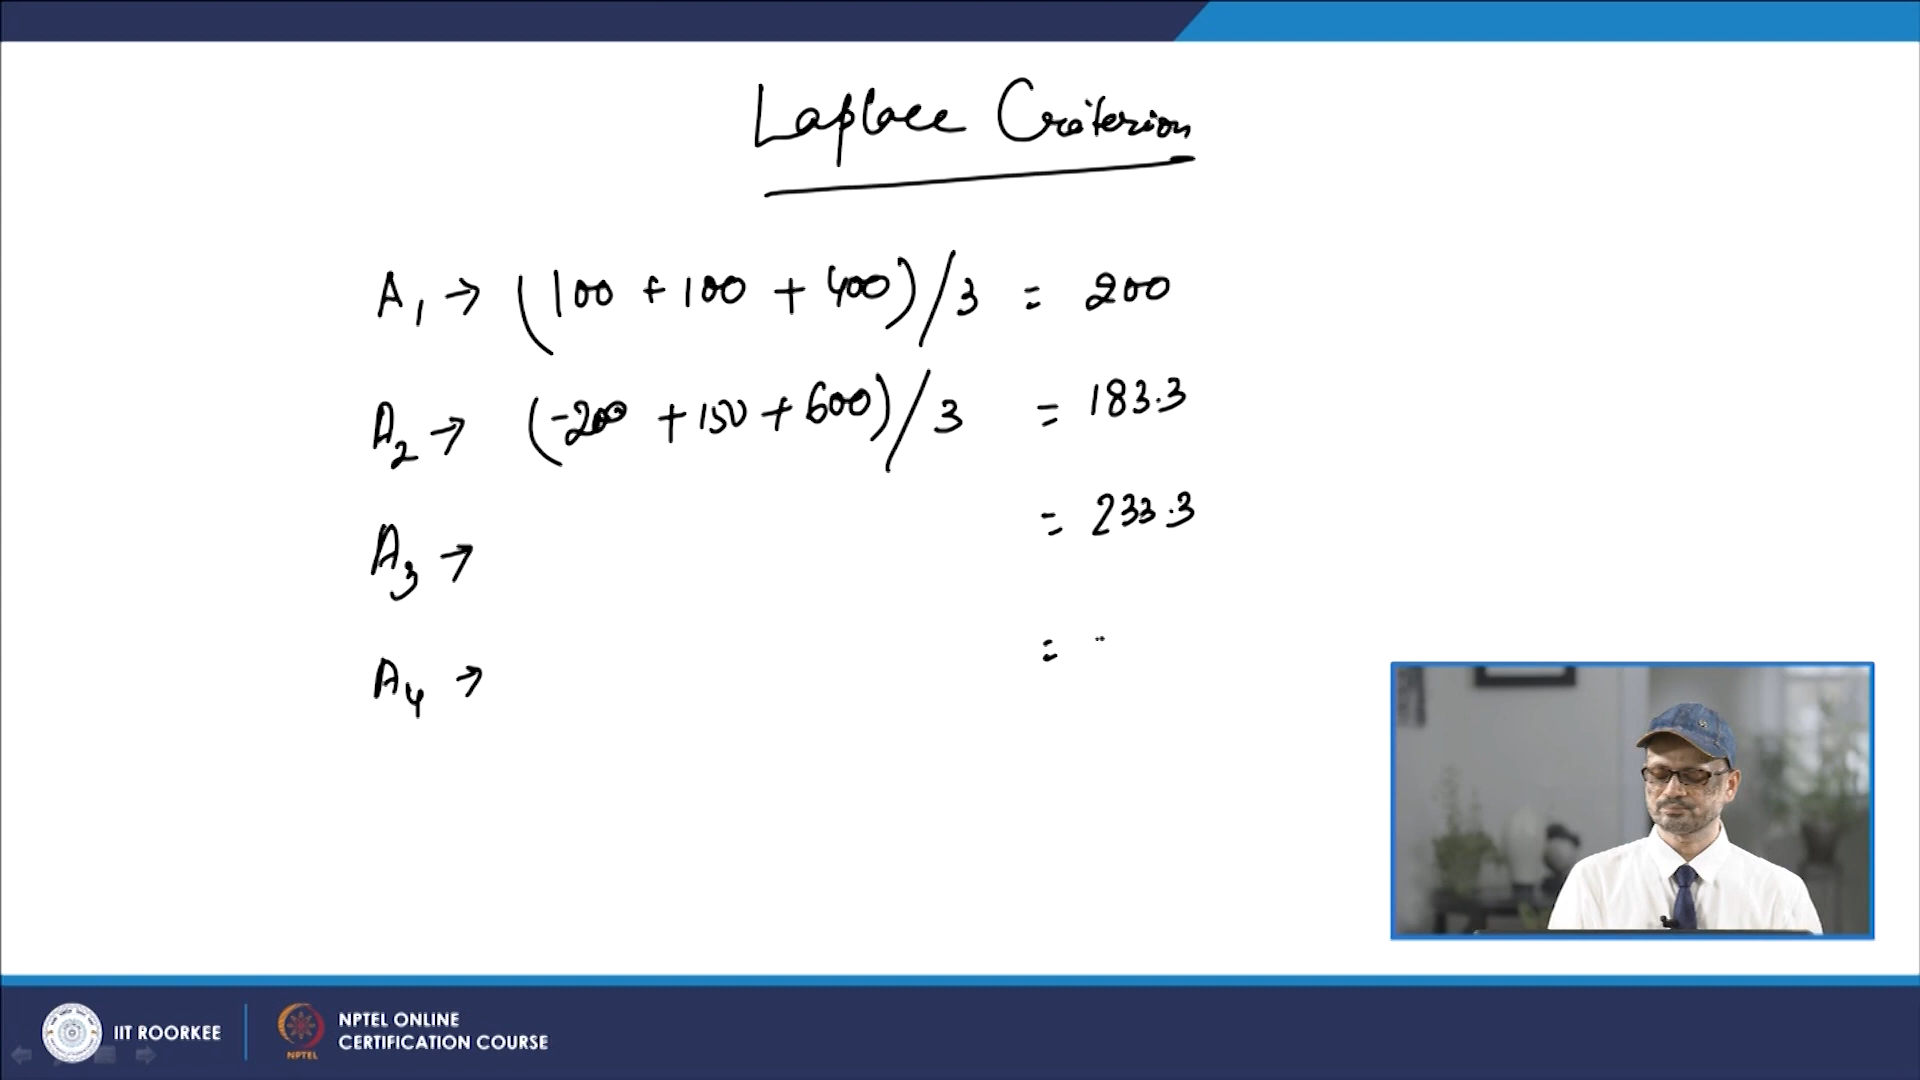 Laplace Criterion
A₁ → (100 + 100 + 400)/3 = 200
A₂ → (-200 + 150 + 600)/3 = 183.3
A₃ → = 233.3
A₄ → =
IIT ROORKEE
NPTEL
NPTEL ONLINE
CERTIFICATION COURSE